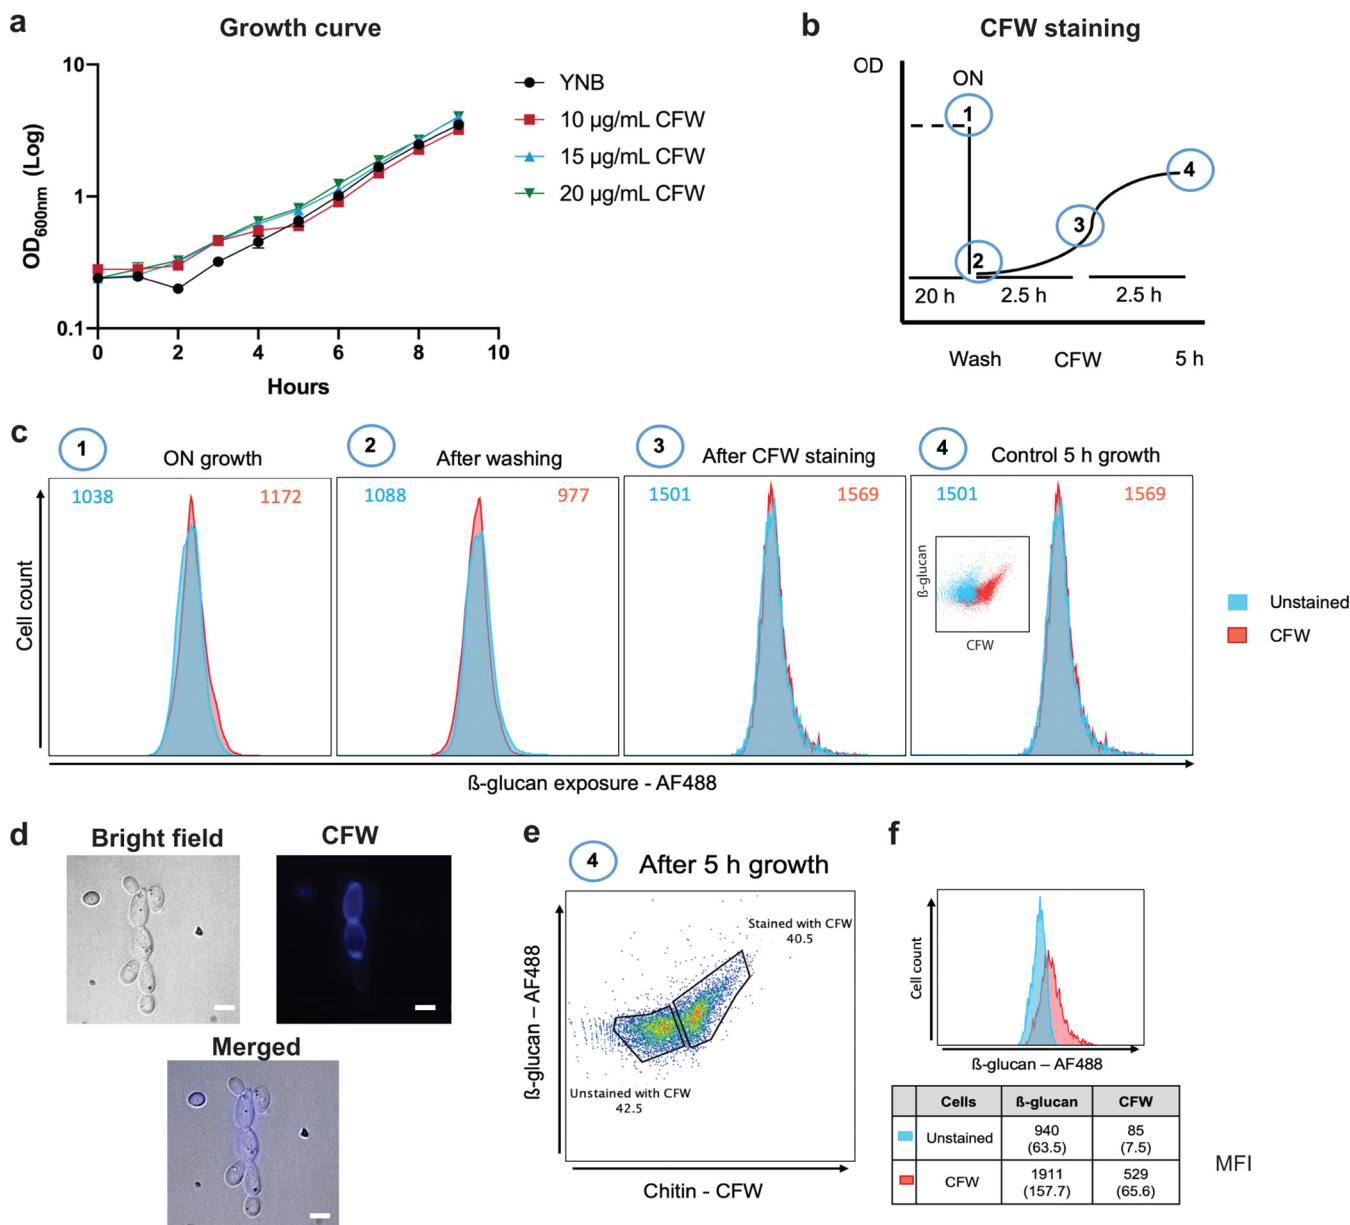 a
Growth curve
10
1
0.1
OD600nm (Log)
0 2 4 6 8 10
Hours
YNB
10 µg/mL CFW
15 µg/mL CFW
20 µg/mL CFW
b
CFW staining
OD
ON
1
2
3
4
20 h
2.5 h
2.5 h
Wash
CFW
5 h
c
1
ON growth
1038
1172
2
After washing
1088
977
3
After CFW staining
1501
1569
4
Control 5 h growth
1501
1569
ß-glucan
CFW
Cell count
ß-glucan exposure - AF488
Unstained
CFW
d
Bright field
CFW
Merged
e
4
After 5 h growth
Stained with CFW
40.5
Unstained with CFW
42.5
ß-glucan – AF488
Chitin - CFW
f
Cell count
ß-glucan – AF488
Cells ß-glucan CFW
Unstained 940 (63.5) 85 (7.5)
CFW 1911 (157.7) 529 (65.6)
MFI